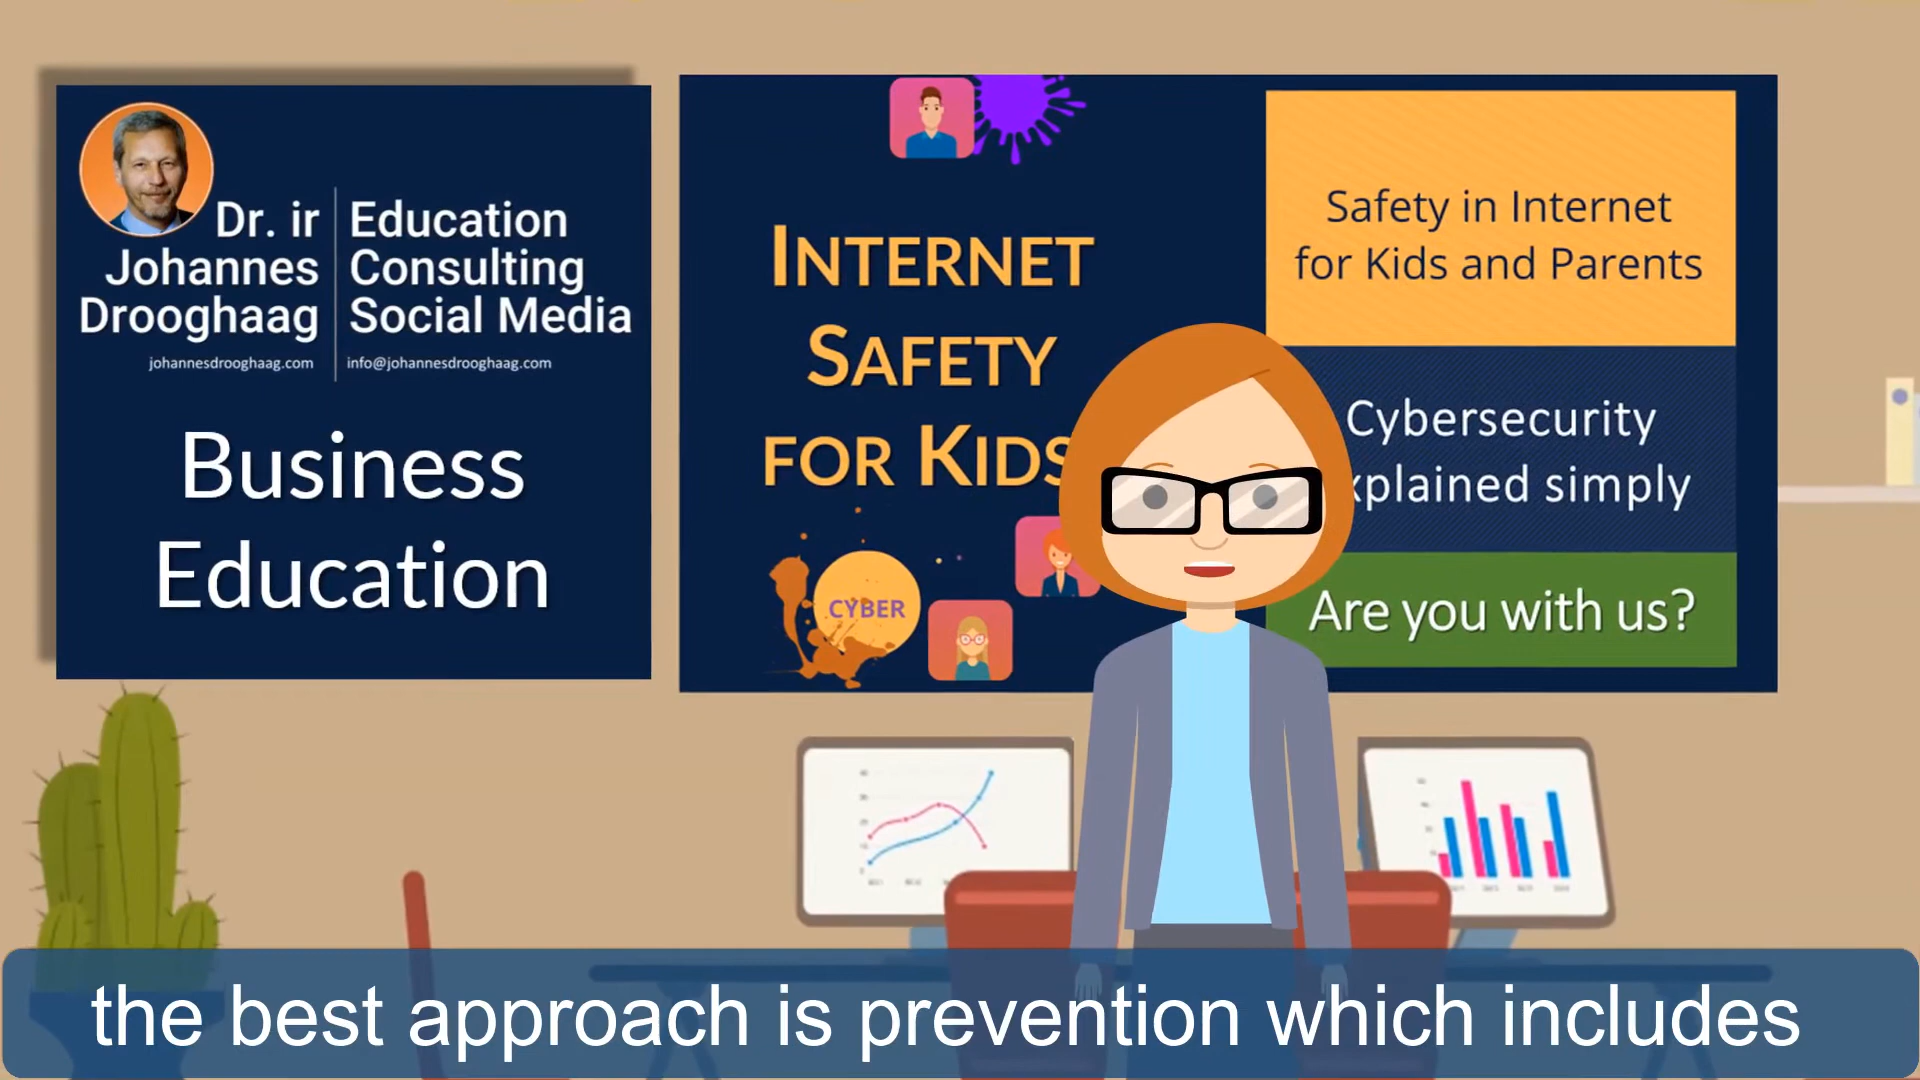 Dr. ir
Johannes
Drooghaag
Education
Consulting
Social Media
johannesdrooghaag.com
info@johannesdrooghaag.com
Business
Education
INTERNET
SAFETY
FOR KIDS
CYBER
Safety in Internet
for Kids and Parents
Cybersecurity
xplained simply
Are you with us?
the best approach is prevention which includes